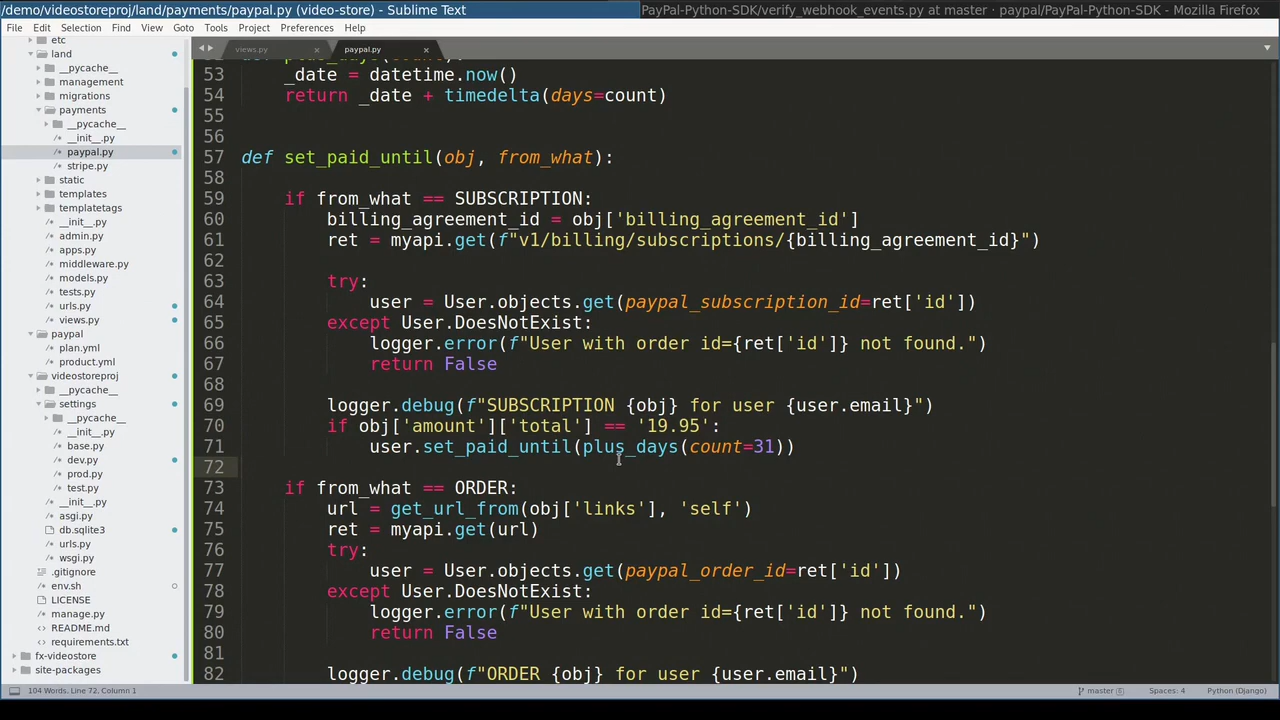 /demo/videostoreproj/land/payments/paypal.py (video-store) - Sublime Text
PayPal-Python-SDK/verify_webhook_events.py at master · paypal/PayPal-Python-SDK - Mozilla Firefox
File Edit Selection Find View Goto Tools Project Preferences Help
etc
land
__pycache__
management
migrations
payments
__pycache__
__init__.py
paypal.py
stripe.py
static
templates
templatetags
__init__.py
admin.py
apps.py
middleware.py
models.py
tests.py
urls.py
views.py
paypal
plan.yml
product.yml
videostoreproj
__pycache__
settings
__pycache__
__init__.py
base.py
dev.py
prod.py
test.py
__init__.py
asgi.py
db.sqlite3
urls.py
wsgi.py
.gitignore
env.sh
LICENSE
manage.py
README.md
requirements.txt
fx-videostore
site-packages
views.py × paypal.py ×
53 _date = datetime.now()
54 return _date + timedelta(days=count)
55
56
57 def set_paid_until(obj, from_what):
58
59 if from_what == SUBSCRIPTION:
60 billing_agreement_id = obj['billing_agreement_id']
61 ret = myapi.get(f"v1/billing/subscriptions/{billing_agreement_id}")
62
63 try:
64 user = User.objects.get(paypal_subscription_id=ret['id'])
65 except User.DoesNotExist:
66 logger.error(f"User with order id={ret['id']} not found.")
67 return False
68
69 logger.debug(f"SUBSCRIPTION {obj} for user {user.email}")
70 if obj['amount']['total'] == '19.95':
71 user.set_paid_until(plus_days(count=31))
72
73 if from_what == ORDER:
74 url = get_url_from(obj['links'], 'self')
75 ret = myapi.get(url)
76 try:
77 user = User.objects.get(paypal_order_id=ret['id'])
78 except User.DoesNotExist:
79 logger.error(f"User with order id={ret['id']} not found.")
80 return False
81
82 logger.debug(f"ORDER {obj} for user {user.email}")
104 Words, Line 72, Column 1
master 6 Spaces: 4 Python (Django)